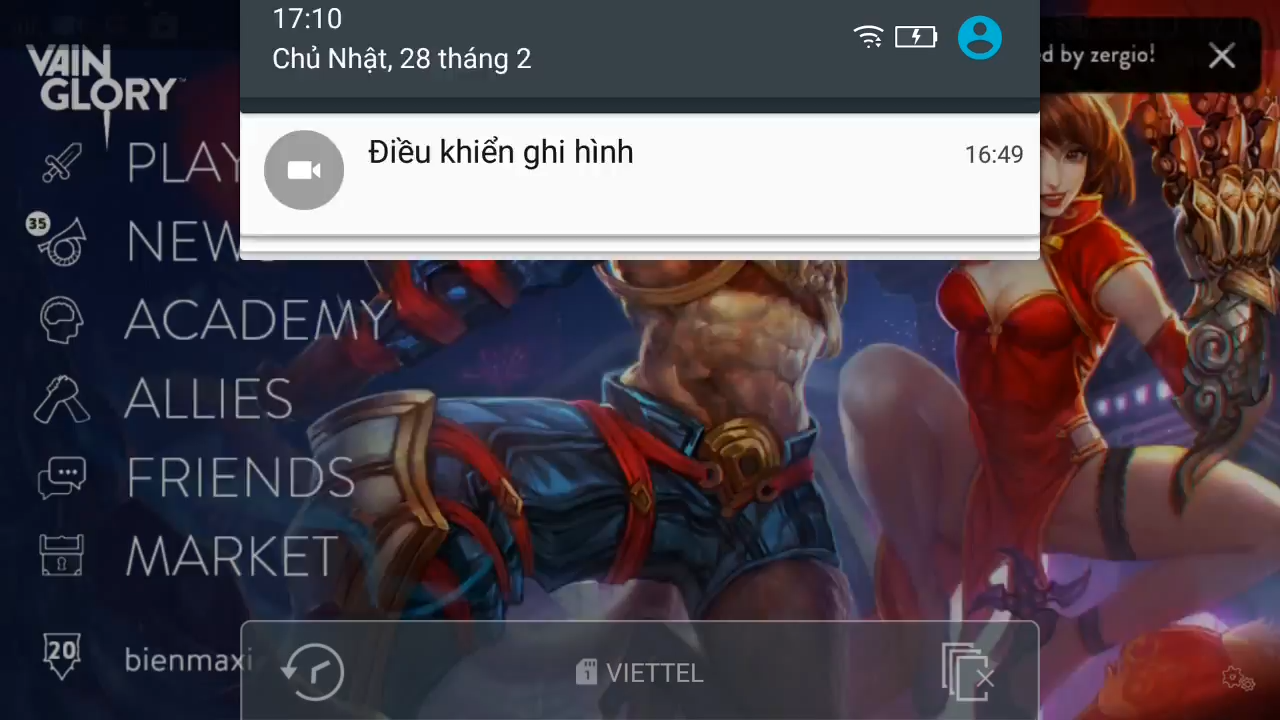 17:10
Chủ Nhật, 28 tháng 2
d by zergio!
VAIN
GLORY
Điều khiển ghi hình
16:49
PLAY
35
NEWS
ACADEMY
ALLIES
FRIENDS
MARKET
20
bienmaxi
1
VIETTEL